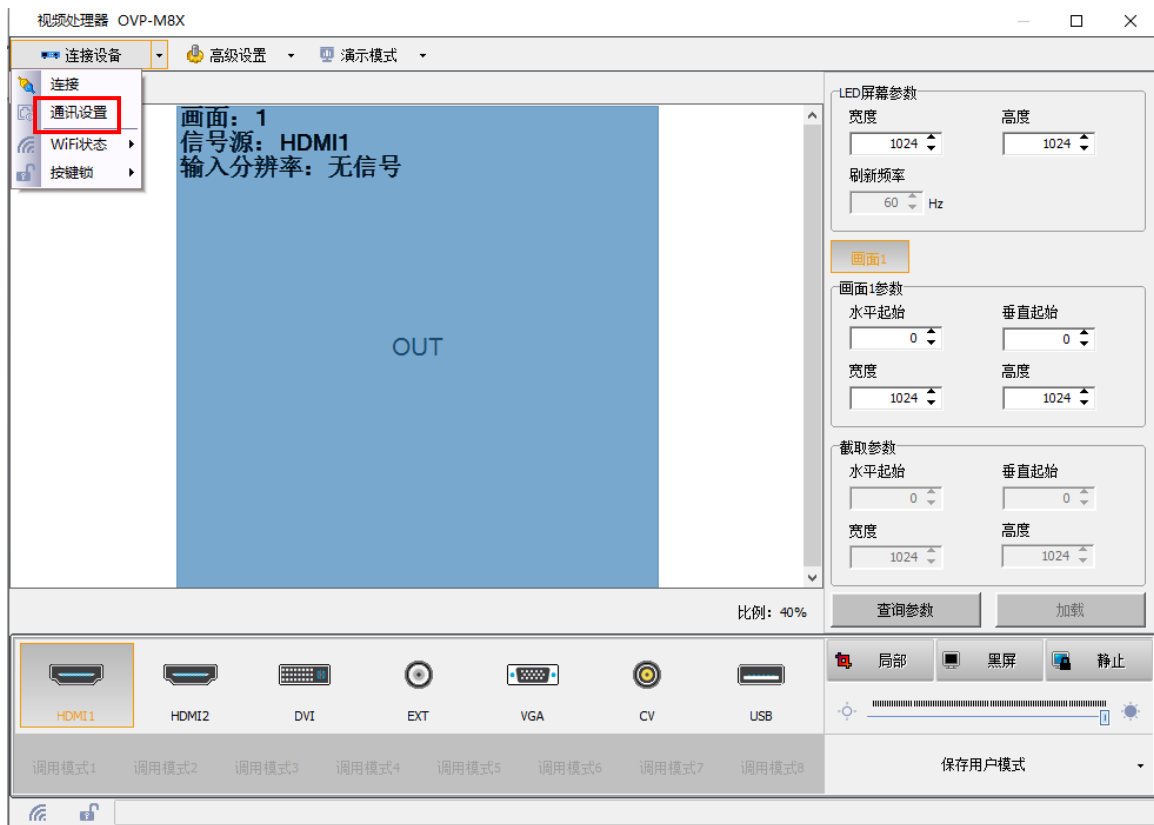 视频处理器 OVP-M8X
连接设备 高级设置 演示模式
连接
通讯设置
WiFi状态
按键锁
画面：1
信号源：HDMI1
输入分辨率：无信号
OUT
比例：40%
LED屏幕参数
宽度 高度
1024 1024
刷新频率
60 Hz
画面1
画面1参数
水平起始 垂直起始
0 0
宽度 高度
1024 1024
截取参数
水平起始 垂直起始
0 0
宽度 高度
1024 1024
查询参数 加载
HDMI1 HDMI2 DVI EXT VGA CV USB
局部 黑屏 静止
调用模式1 调用模式2 调用模式3 调用模式4 调用模式5 调用模式6 调用模式7 调用模式8
保存用户模式